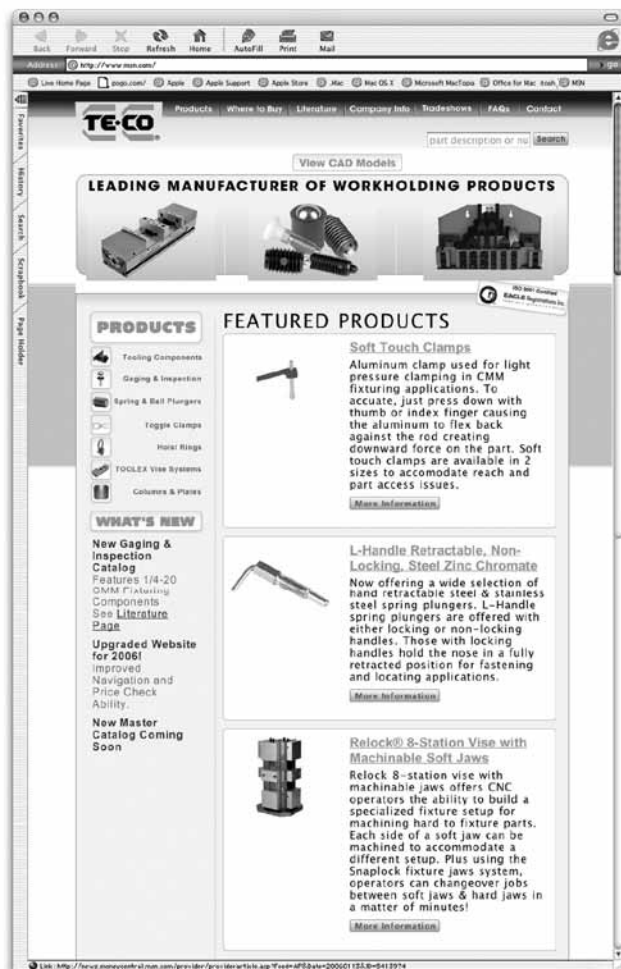 Back Forward Stop Refresh Home AutoFill Print Mail
Address: http://www.msn.com/ go
Live Home Page pogo.com/ Apple Apple Support Apple Store .Mac Mac OS X Microsoft MacTopia Office for Mac MSN
Favorites
History
Search
Scrapbook
Page Holder
TE-CO
Products Where to Buy Literature Company Info Tradeshows FAQs Contact
part description or nu Search
View CAD Models
LEADING MANUFACTURER OF WORKHOLDING PRODUCTS
ISO 9001 Certified
EAGLE Registrations Inc.
PRODUCTS
Tooling Components
Gaging & Inspection
Spring & Ball Plungers
Toggle Clamps
Hoist Rings
TOOLEX Vise Systems
Columns & Plates
WHAT'S NEW
New Gaging &
Inspection
Catalog
Features 1/4-20
CMM Fixturing
Components
See Literature
Page
Upgraded Website
for 2006!
Improved
Navigation and
Price Check
Ability.
New Master
Catalog Coming
Soon
FEATURED PRODUCTS
Soft Touch Clamps
Aluminum clamp used for light
pressure clamping in CMM
fixturing applications. To
accuate, just press down with
thumb or index finger causing
the aluminum to flex back
against the rod creating
downward force on the part. Soft
touch clamps are available in 2
sizes to accomodate reach and
part access issues.
More Information
L-Handle Retractable, Non-
Locking, Steel Zinc Chromate
Now offering a wide selection of
hand retractable steel & stainless
steel spring plungers. L-Handle
spring plungers are offered with
either locking or non-locking
handles. Those with locking
handles hold the nose in a fully
retracted position for fastening
and locating applications.
More Information
Relock® 8-Station Vise with
Machinable Soft Jaws
Relock 8-station vise with
machinable jaws offers CNC
operators the ability to build a
specialized fixture setup for
machining hard to fixture parts.
Each side of a soft jaw can be
machined to accommodate a
different setup. Plus using the
Snaplock fixture jaws system,
operators can changeover jobs
between soft jaws & hard jaws in
a matter of minutes!
More Information